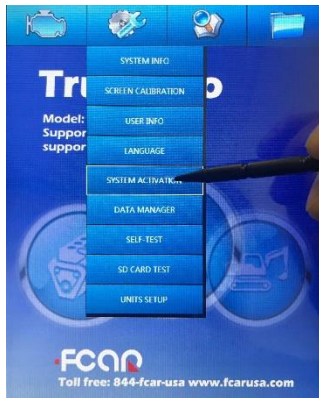 SYSTEM INFO
SCREEN CALIBRATION
USER INFO
LANGUAGE
SYSTEM ACTIVATION
DATA MANAGER
SELF-TEST
SD CARD TEST
UNITS SETUP
Model:
FCAR
Toll free: 844-fcar-usa www.fcarusa.com